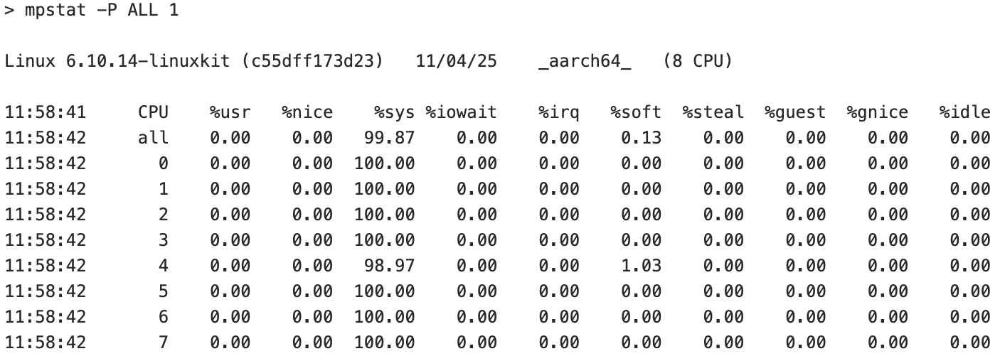 > mpstat -P ALL 1
Linux 6.10.14-linuxkit (c55dff173d23)   11/04/25    _aarch64_   (8 CPU)
11:58:41     CPU    %usr   %nice    %sys %iowait    %irq   %soft  %steal  %guest  %gnice   %idle
11:58:42     all    0.00    0.00   99.87    0.00    0.00    0.13    0.00    0.00    0.00    0.00
11:58:42       0    0.00    0.00  100.00    0.00    0.00    0.00    0.00    0.00    0.00    0.00
11:58:42       1    0.00    0.00  100.00    0.00    0.00    0.00    0.00    0.00    0.00    0.00
11:58:42       2    0.00    0.00  100.00    0.00    0.00    0.00    0.00    0.00    0.00    0.00
11:58:42       3    0.00    0.00  100.00    0.00    0.00    0.00    0.00    0.00    0.00    0.00
11:58:42       4    0.00    0.00   98.97    0.00    0.00    1.03    0.00    0.00    0.00    0.00
11:58:42       5    0.00    0.00  100.00    0.00    0.00    0.00    0.00    0.00    0.00    0.00
11:58:42       6    0.00    0.00  100.00    0.00    0.00    0.00    0.00    0.00    0.00    0.00
11:58:42       7    0.00    0.00  100.00    0.00    0.00    0.00    0.00    0.00    0.00    0.00